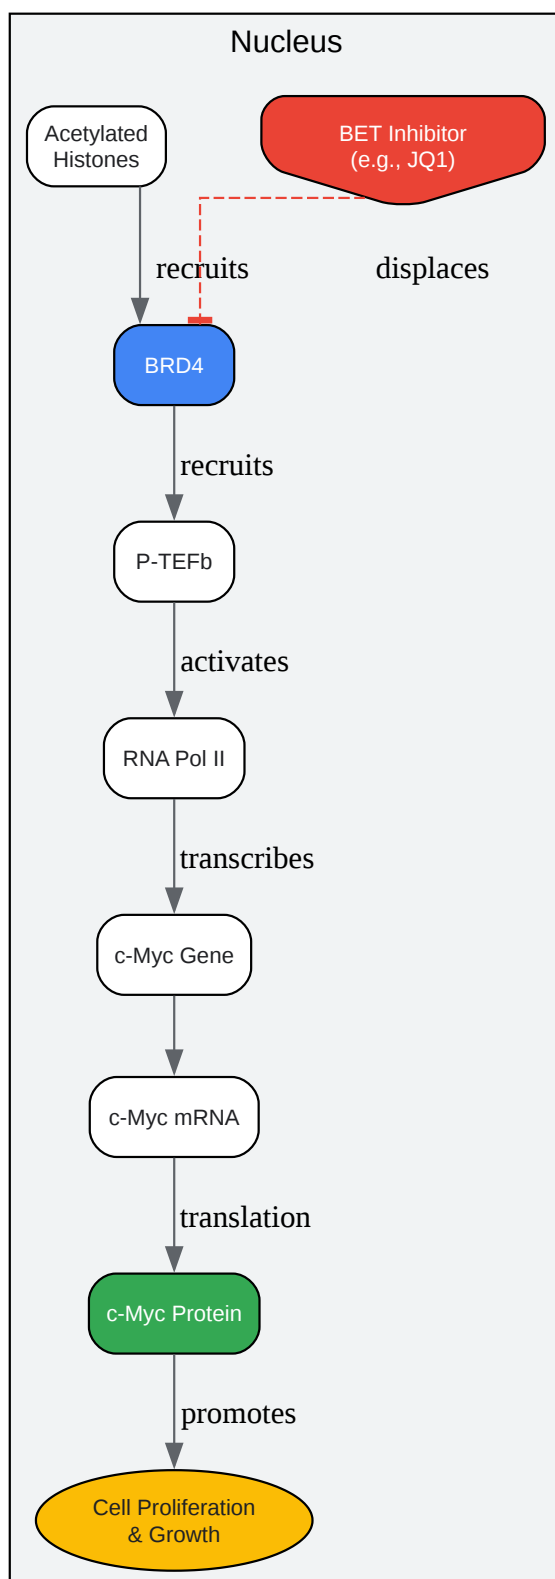 Nucleus
Acetylated
Histones
BET Inhibitor
(e.g., JQ1)
recruits
displaces
BRD4
recruits
P-TEFb
activates
RNA Pol II
transcribes
c-Myc Gene
c-Myc mRNA
translation
c-Myc Protein
promotes
Cell Proliferation
& Growth